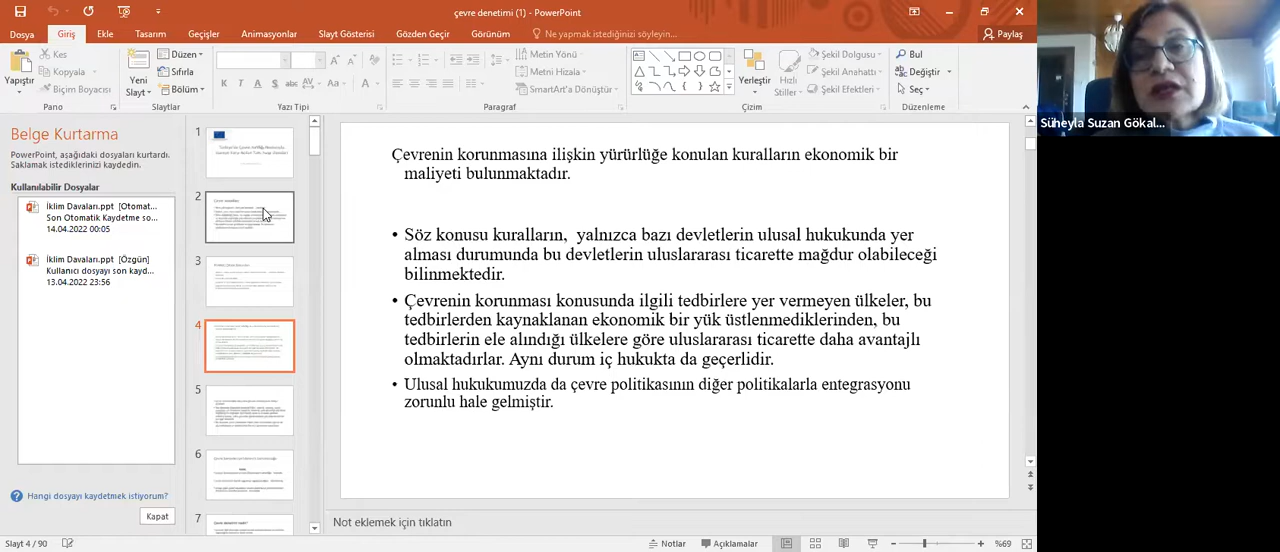 çevre denetimi (1) - PowerPoint
Dosya Giriş Ekle Tasarım Geçişler Animasyonlar Slayt Gösterisi Gözden Geçir Görünüm Ne yapmak istediğinizi söyleyin... Paylaş
Yapıştır
Kes
Kopyala
Biçim Boyacısı
Pano
Yeni Slayt
Düzen
Sıfırla
Bölüm
Slaytlar
K T A S abc
Yazı Tipi
Metin Yönü
Metni Hizala
SmartArt'a Dönüştür
Paragraf
Yerleştir
Hızlı Stiller
Şekil Dolgusu
Şekil Anahattı
Şekil Efektleri
Çizim
Bul
Değiştir
Seç
Düzenleme
Süheyla Suzan Gökal...
Belge Kurtarma
PowerPoint, aşağıdaki dosyaları kurtardı.
Saklamak istediklerinizi kaydedin.
Kullanılabilir Dosyalar
İklim Davaları.ppt [Otomat...
Son Otomatik Kaydetme so...
14.04.2022 00:05
İklim Davaları.ppt [Özgün]
Kullanıcı dosyayı son kayd...
13.04.2022 23:56
Hangi dosyayı kaydetmek istiyorum?
Kapat
1
2
3
4
5
6
7
Çevrenin korunmasına ilişkin yürürlüğe konulan kuralların ekonomik bir
maliyeti bulunmaktadır.
• Söz konusu kuralların, yalnızca bazı devletlerin ulusal hukukunda yer
alması durumunda bu devletlerin uluslararası ticarette mağdur olabileceği
bilinmektedir.
• Çevrenin korunması konusunda ilgili tedbirlere yer vermeyen ülkeler, bu
tedbirlerden kaynaklanan ekonomik bir yük üstlenmediklerinden, bu
tedbirlerin ele alındığı ülkelere göre uluslararası ticarette daha avantajlı
olmaktadırlar. Aynı durum iç hukukta da geçerlidir.
• Ulusal hukukumuzda da çevre politikasının diğer politikalarla entegrasyonu
zorunlu hale gelmiştir.
Not eklemek için tıklatın
Slayt 4 / 90
Notlar
Açıklamalar
%69